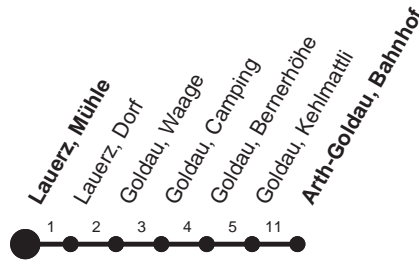 Lauerz, Mühle
Lauerz, Dorf
Goldau, Waage
Goldau, Camping
Goldau, Bernerhöhe
Goldau, Kehlmattli
Arth-Goldau, Bahnhof
1 2 3 4 5 11